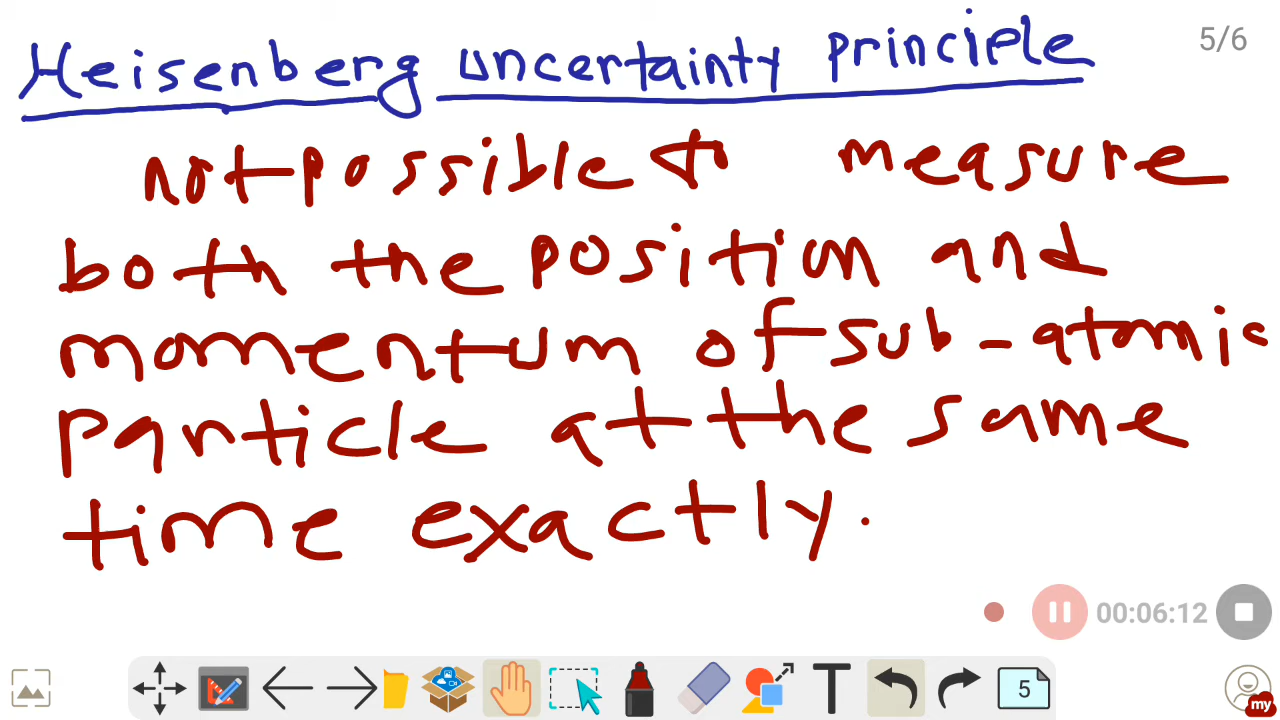 Heisenberg uncertainty principle
5/6
not possible to measure
both the position and
momentum of sub-atomic
particle at the same
time exactly.
00:06:12
T
5
my